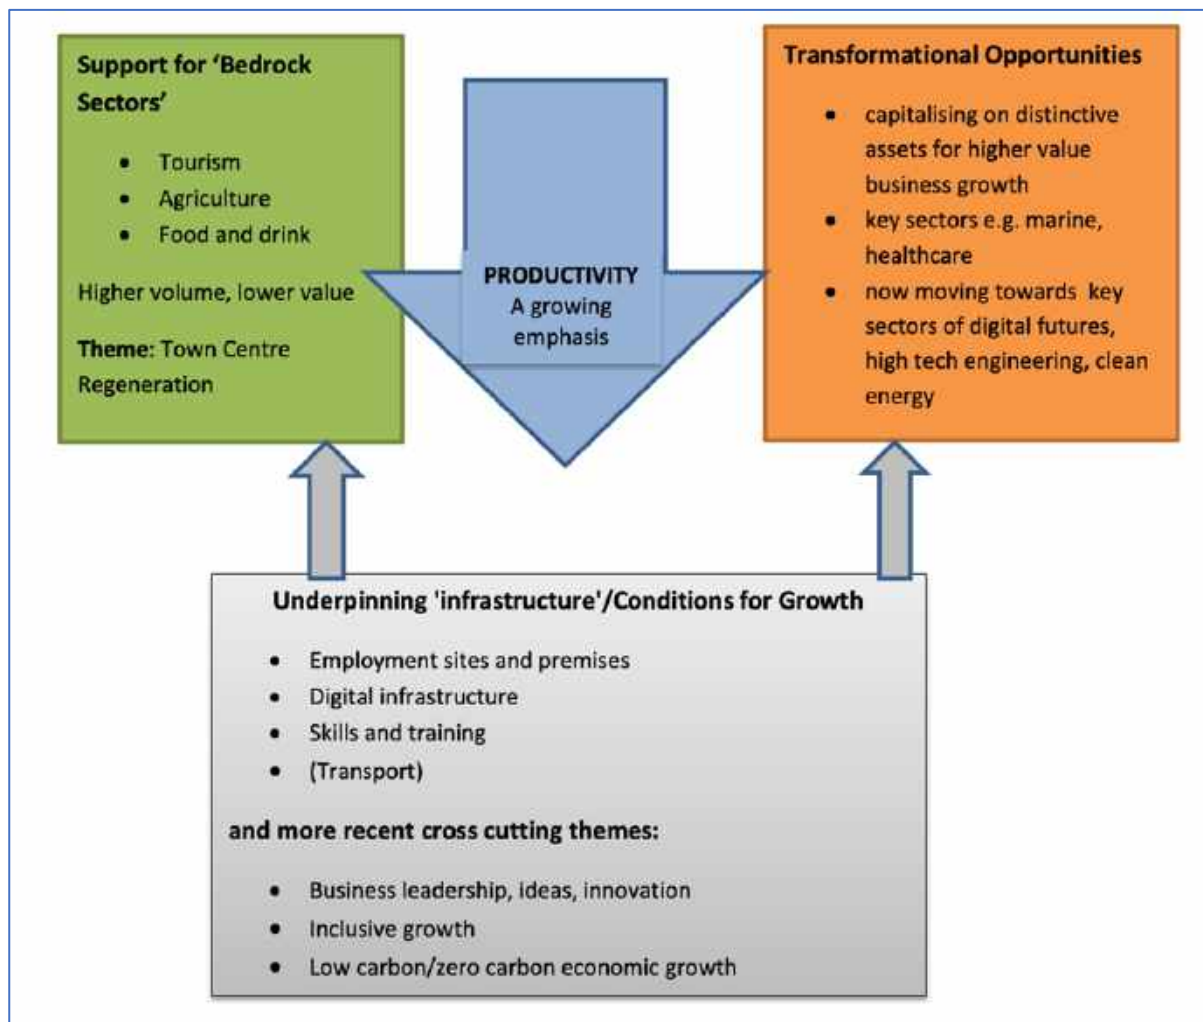 Support for ‘Bedrock
Sectors’
• Tourism
• Agriculture
• Food and drink
Higher volume, lower value
Theme: Town Centre
Regeneration
PRODUCTIVITY
A growing
emphasis
Transformational Opportunities
• capitalising on distinctive
assets for higher value
business growth
• key sectors e.g. marine,
healthcare
• now moving towards key
sectors of digital futures,
high tech engineering, clean
energy
Underpinning 'infrastructure'/Conditions for Growth
• Employment sites and premises
• Digital infrastructure
• Skills and training
• (Transport)
and more recent cross cutting themes:
• Business leadership, ideas, innovation
• Inclusive growth
• Low carbon/zero carbon economic growth